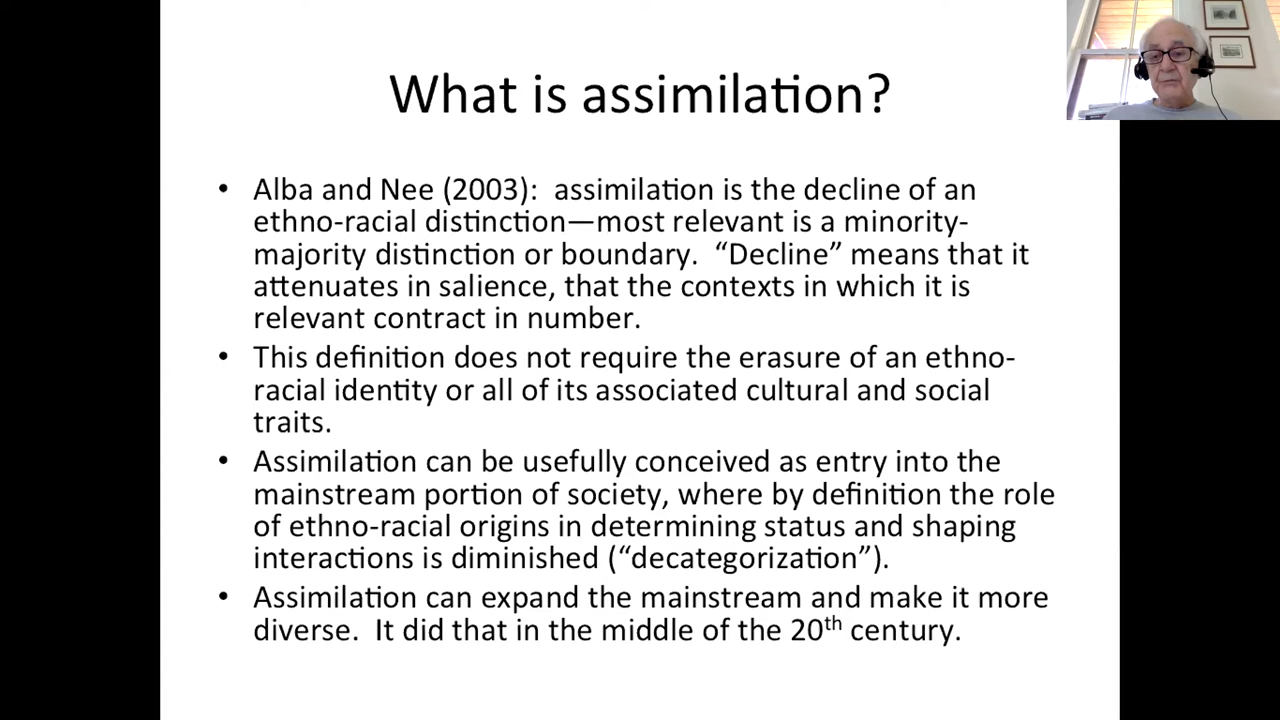 What is assimilation?
• Alba and Nee (2003):  assimilation is the decline of an
ethno-racial distinction—most relevant is a minority-
majority distinction or boundary.  “Decline” means that it
attenuates in salience, that the contexts in which it is
relevant contract in number.
• This definition does not require the erasure of an ethno-
racial identity or all of its associated cultural and social
traits.
• Assimilation can be usefully conceived as entry into the
mainstream portion of society, where by definition the role
of ethno-racial origins in determining status and shaping
interactions is diminished (“decategorization”).
• Assimilation can expand the mainstream and make it more
diverse.  It did that in the middle of the 20th century.